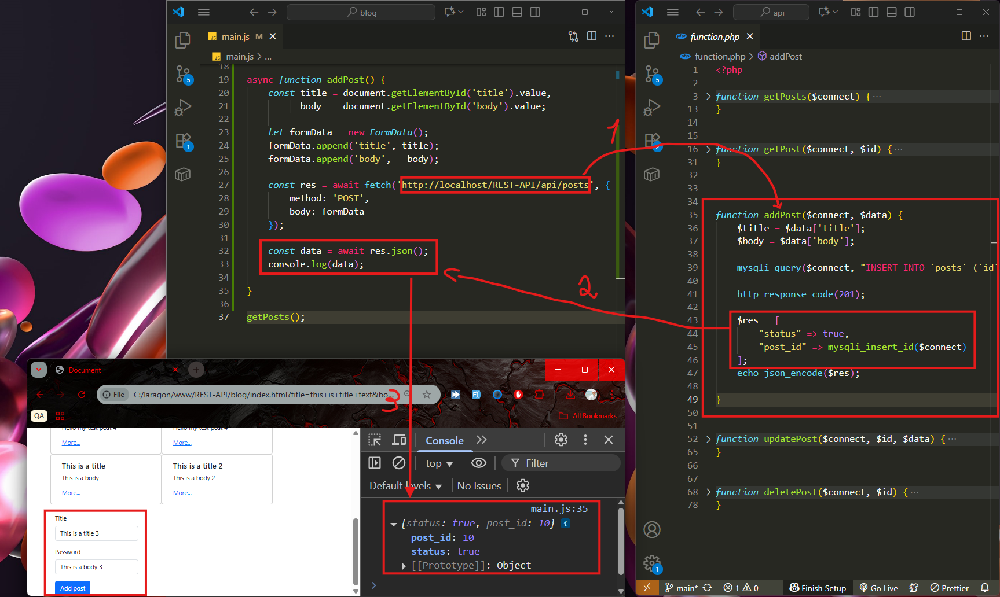 blog
main.js M
main.js > ...
18
19 async function addPost() {
20 const title = document.getElementById('title').value,
21 body = document.getElementById('body').value;
22
23 let formData = new FormData();
24 formData.append('title', title);
25 formData.append('body', body);
26
27 const res = await fetch('http://localhost/REST-API/api/posts', {
28 method: 'POST',
29 body: formData
30 });
31
32 const data = await res.json();
33 console.log(data);
34
35 }
36
37 getPosts();
5
1
1
2
3
api
function.php
function.php > addPost
1 <?php
2
3 function getPosts($connect) {···
13 }
14
15
16 function getPost($connect, $id) {···
31 }
32
33
34
35 function addPost($connect, $data) {
36 $title = $data['title'];
37 $body = $data['body'];
38
39 mysqli_query($connect, "INSERT INTO `posts` (`id`
40
41 http_response_code(201);
42
43 $res = [
44 "status" => true,
45 "post_id" => mysqli_insert_id($connect)
46 ];
47 echo json_encode($res);
48
49 }
50
51
52 function updatePost($connect, $id, $data) {···
65 }
66
67
68 function deletePost($connect, $id) {···
78 }
5
2
1
main* 1 0 Finish Setup Go Live Prettier
Document
File C:/laragon/www/REST-API/blog/index.html?title=this+is+title+text&bo...
QA
All Bookmarks
Hello my test post 4 Hello my test post 4
More... More...
This is a title This is a title 2
This is a body This is a body 2
More... More...
Title
This is a title 3
Password
This is a body 3
Add post
Console
top Filter
Default levels No Issues
main.js:35
{status: true, post_id: 10} i
post_id: 10
status: true
[[Prototype]]: Object